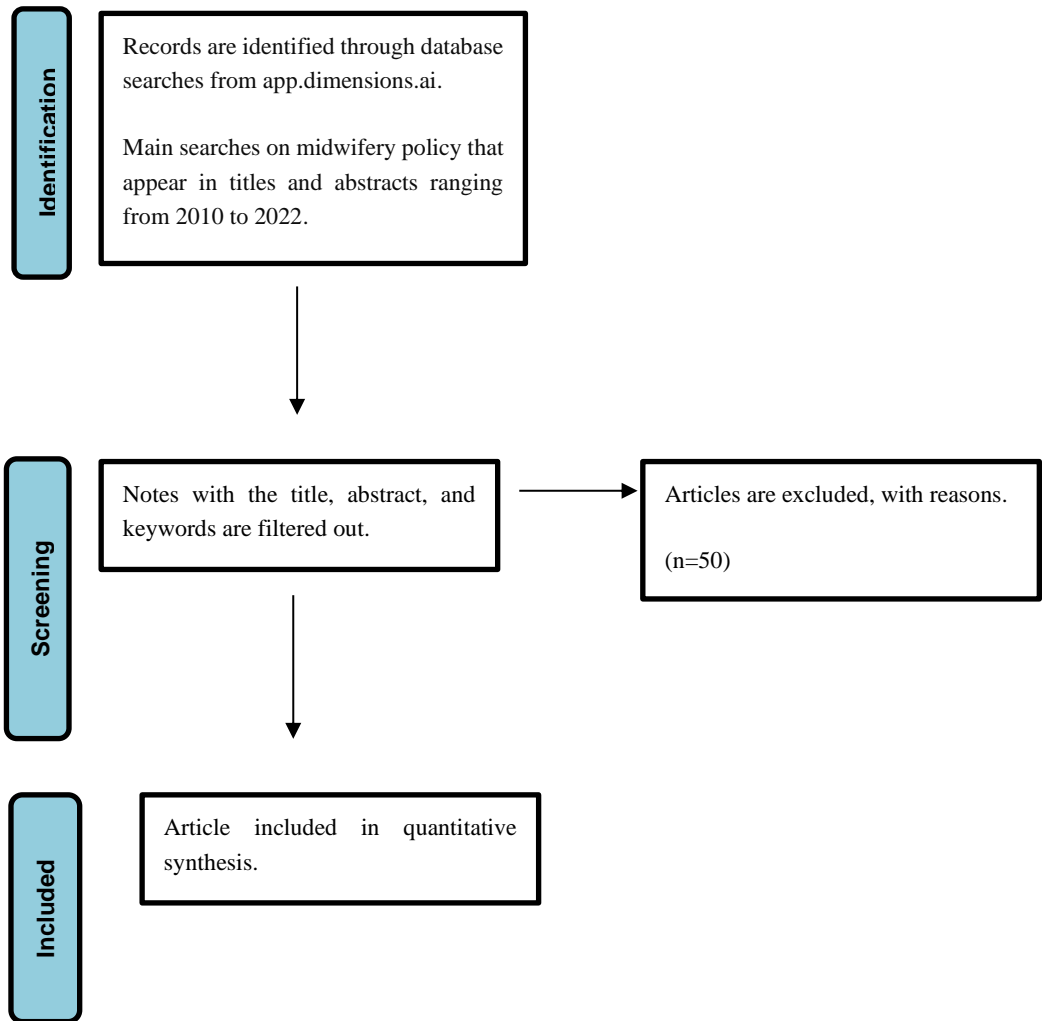 Identification
Records are identified through database
searches from app.dimensions.ai.
Main searches on midwifery policy that
appear in titles and abstracts ranging
from 2010 to 2022.
Screening
Notes with the title, abstract, and
keywords are filtered out.
Articles are excluded, with reasons.
(n=50)
Included
Article included in quantitative
synthesis.